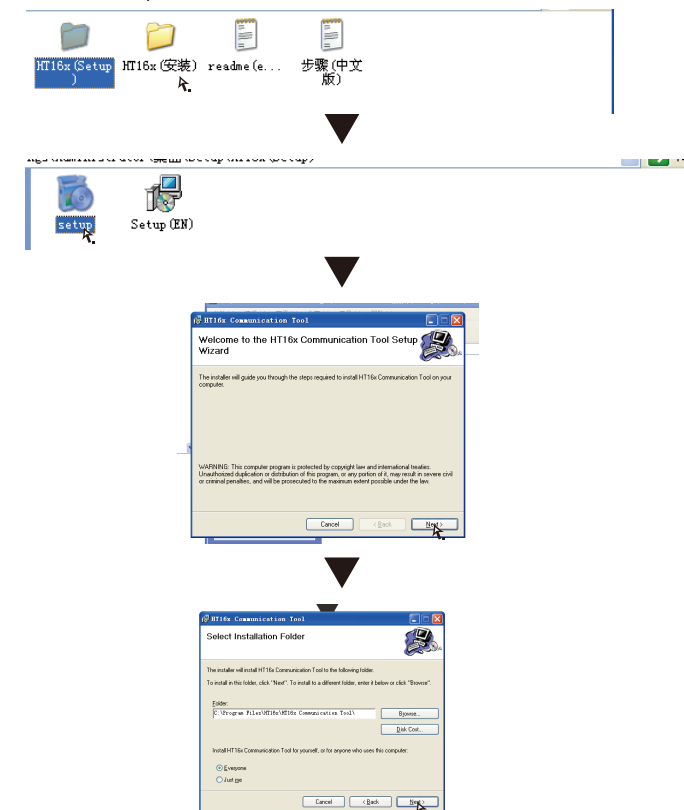 HT16x(Setup
)
HT16x(安装)
readme(e...
步骤(中文
版)
setup
Setup(EN)
HT16x Communication Tool
Welcome to the HT16x Communication Tool Setup
Wizard
The installer will guide you through the steps required to install HT16x Communication Tool on your
computer.
WARNING: This computer program is protected by copyright law and international treaties.
Unauthorized duplication or distribution of this program, or any portion of it, may result in severe civil
or criminal penalties, and will be prosecuted to the maximum extent possible under the law.
Cancel
< Back
Next >
HT16x Communication Tool
Select Installation Folder
The installer will install HT16x Communication Tool to the following folder.
To install in this folder, click "Next". To install to a different folder, enter it below or click "Browse".
Folder:
C:\Program Files\HT16x\HT16x Communication Tool\
Browse...
Disk Cost...
Install HT16x Communication Tool for yourself, or for anyone who uses this computer:
Everyone
Just me
Cancel
< Back
Next >